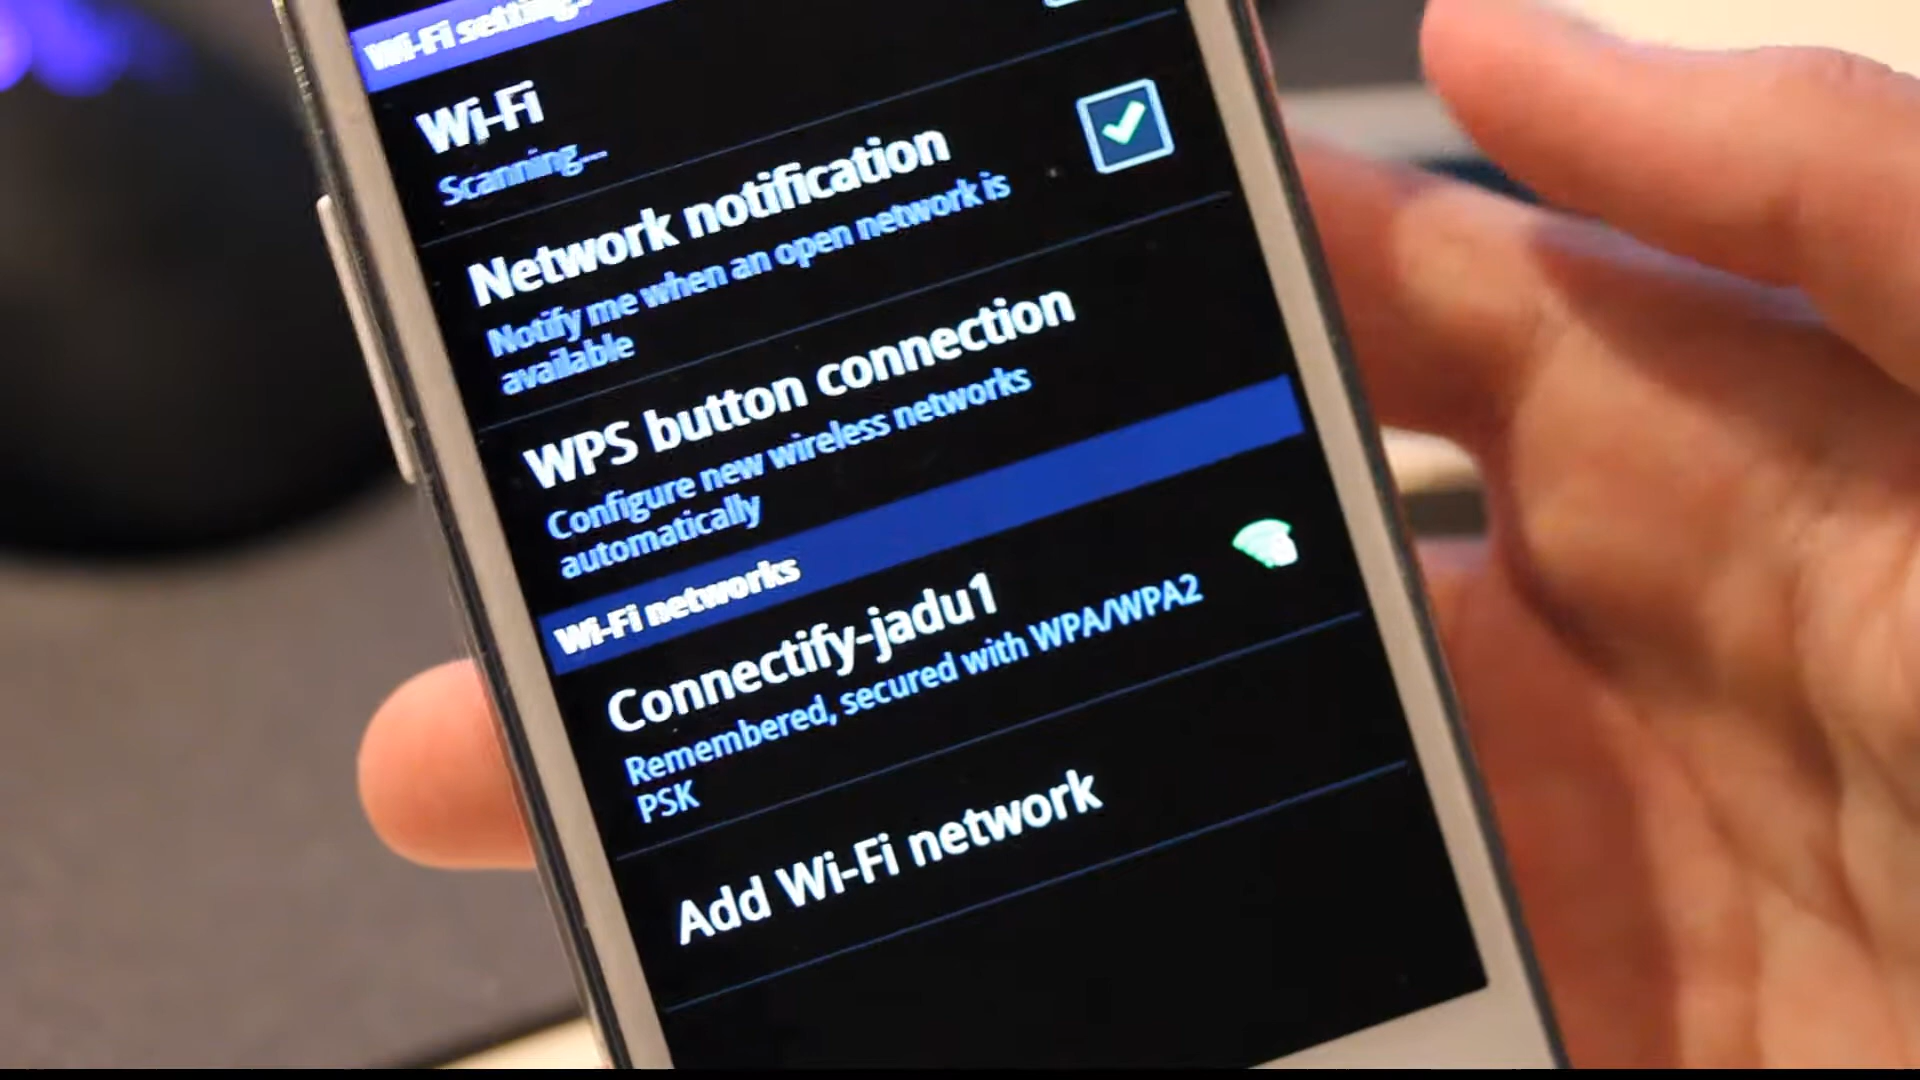 Wi-Fi settings
Wi-Fi
Scanning...
Network notification
Notify me when an open network is
available
WPS button connection
Configure new wireless networks
automatically
Wi-Fi networks
Connectify-jadu1
Remembered, secured with WPA/WPA2
PSK
Add Wi-Fi network